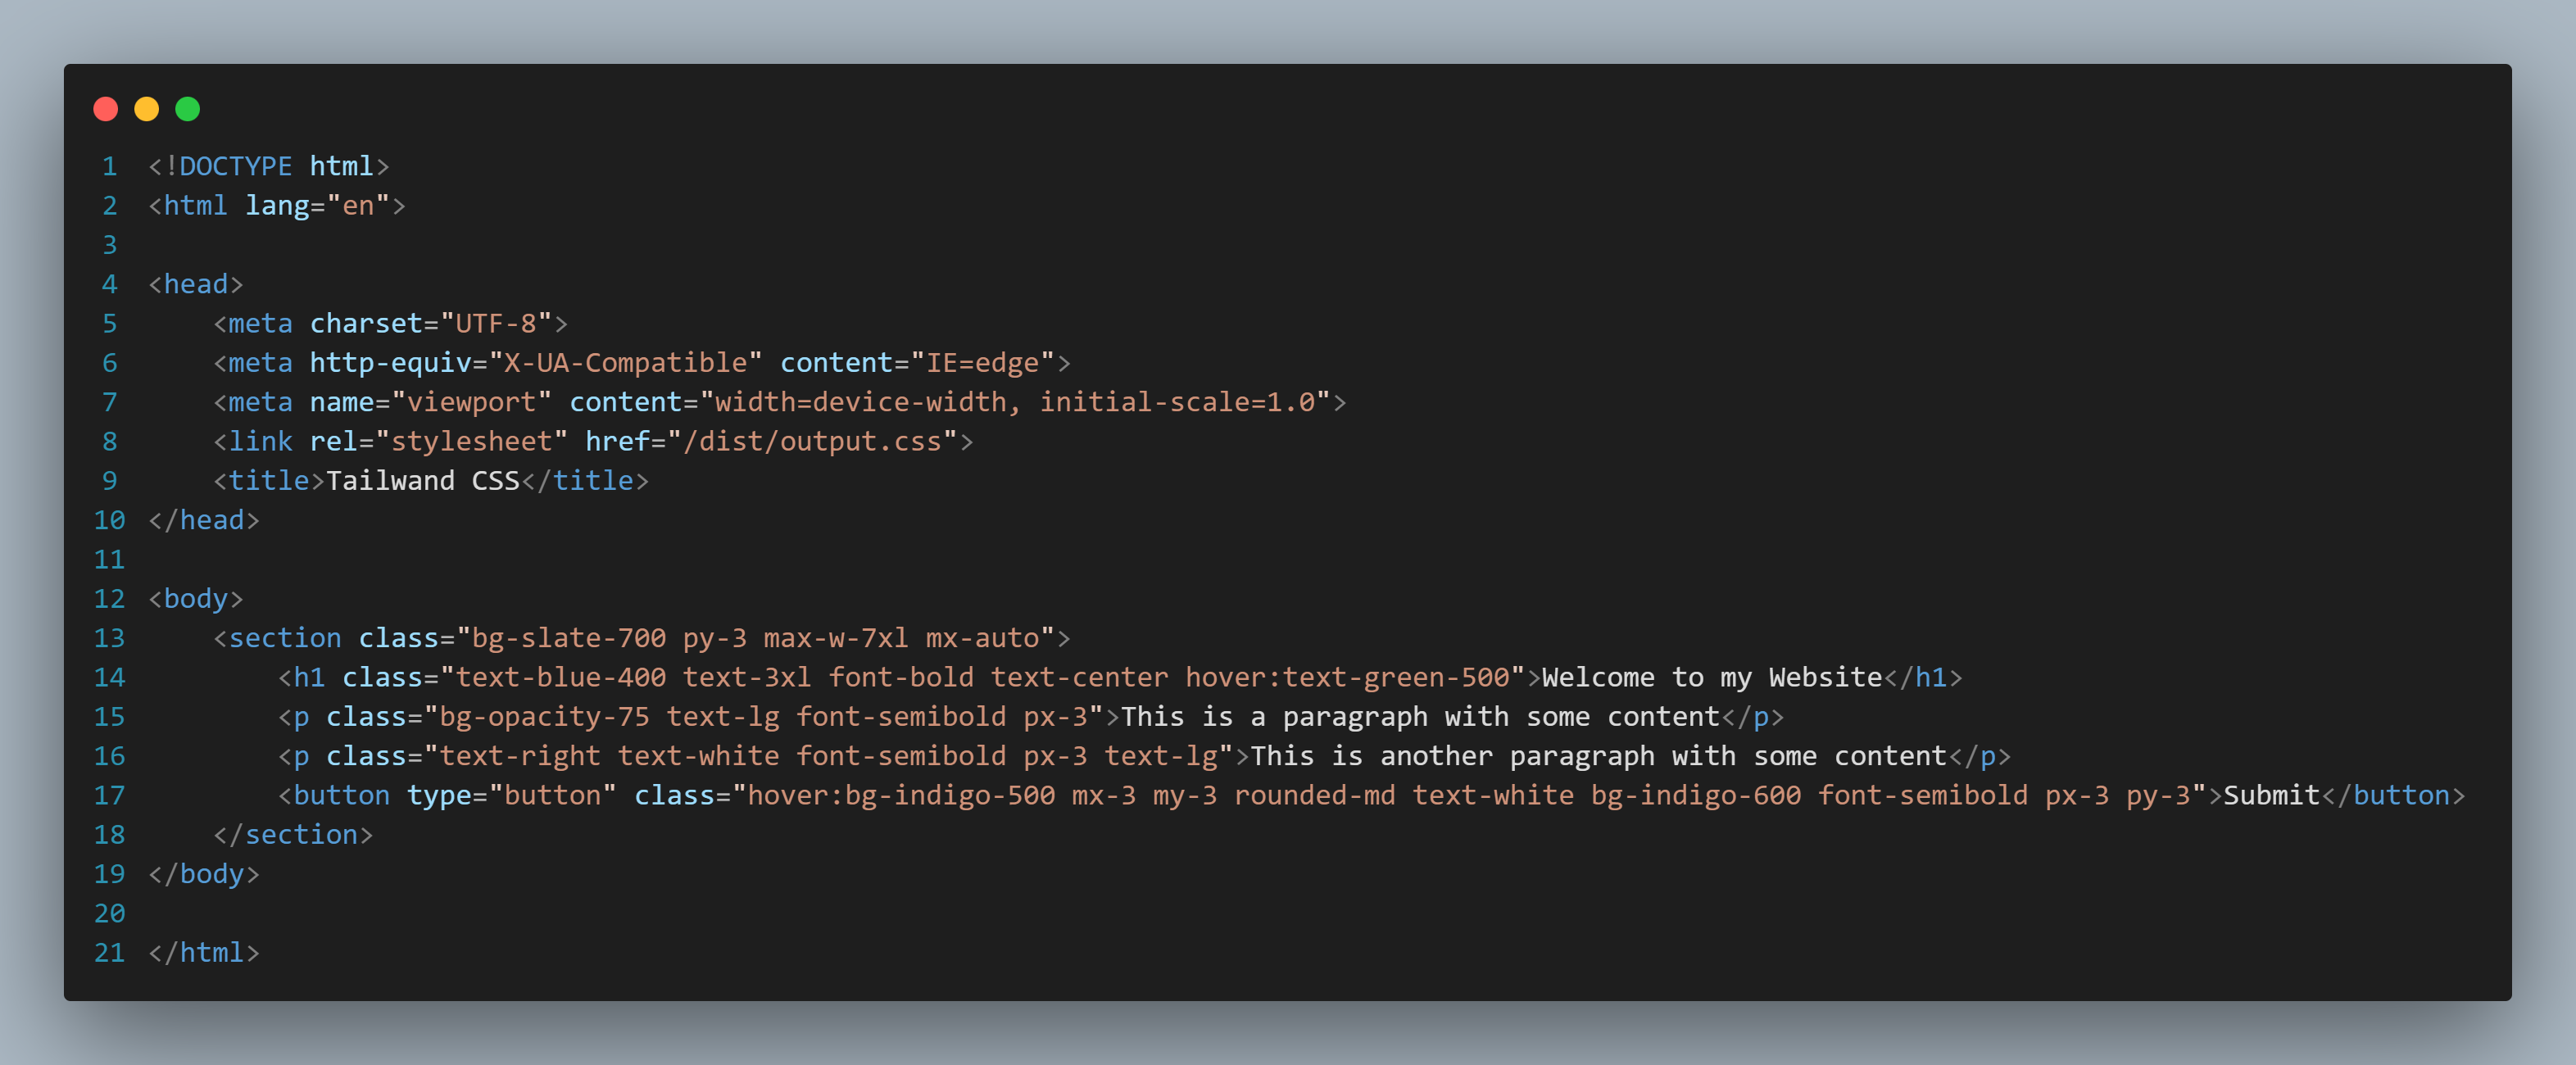 1 <!DOCTYPE html>
2 <html lang="en">
3
4 <head>
5     <meta charset="UTF-8">
6     <meta http-equiv="X-UA-Compatible" content="IE=edge">
7     <meta name="viewport" content="width=device-width, initial-scale=1.0">
8     <link rel="stylesheet" href="/dist/output.css">
9     <title>Tailwand CSS</title>
10 </head>
11
12 <body>
13     <section class="bg-slate-700 py-3 max-w-7xl mx-auto">
14         <h1 class="text-blue-400 text-3xl font-bold text-center hover:text-green-500">Welcome to my Website</h1>
15         <p class="bg-opacity-75 text-lg font-semibold px-3">This is a paragraph with some content</p>
16         <p class="text-right text-white font-semibold px-3 text-lg">This is another paragraph with some content</p>
17         <button type="button" class="hover:bg-indigo-500 mx-3 my-3 rounded-md text-white bg-indigo-600 font-semibold px-3 py-3">Submit</button>
18     </section>
19 </body>
20
21 </html>